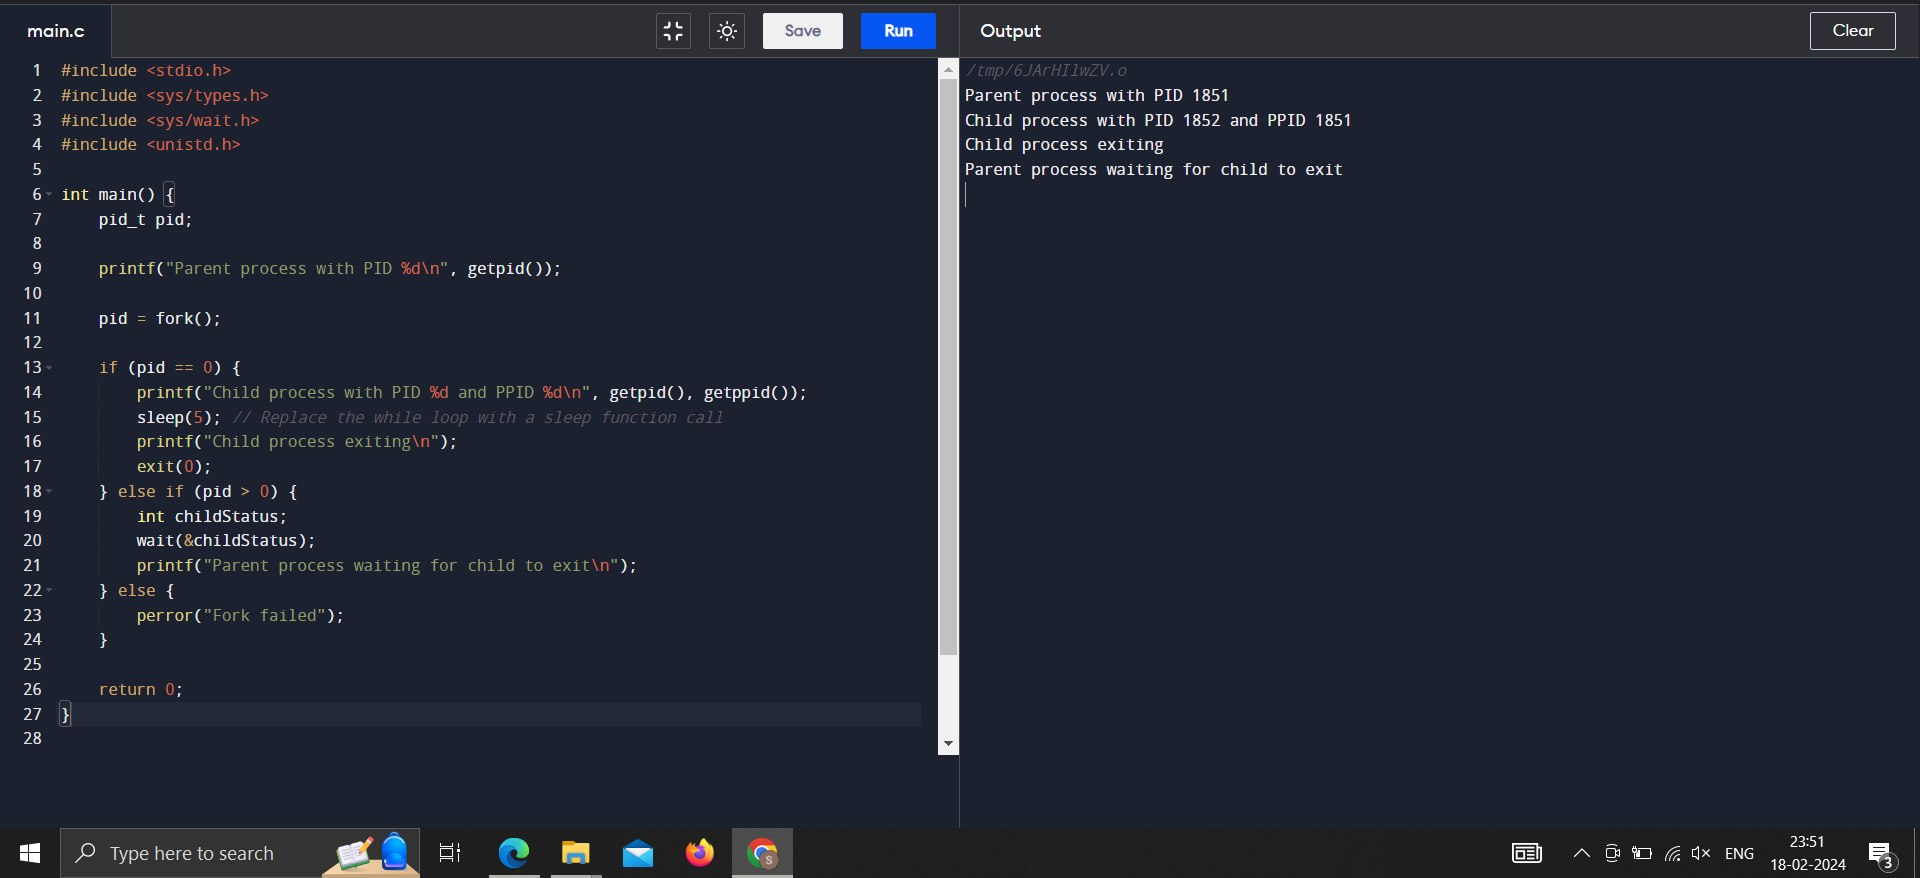 main.c
Save
Run
Output
Clear
1 #include <stdio.h>
2 #include <sys/types.h>
3 #include <sys/wait.h>
4 #include <unistd.h>
5
6 int main() {
7 pid_t pid;
8
9 printf("Parent process with PID %d\n", getpid());
10
11 pid = fork();
12
13 if (pid == 0) {
14 printf("Child process with PID %d and PPID %d\n", getpid(), getppid());
15 sleep(5); // Replace the while loop with a sleep function call
16 printf("Child process exiting\n");
17 exit(0);
18 } else if (pid > 0) {
19 int childStatus;
20 wait(&childStatus);
21 printf("Parent process waiting for child to exit\n");
22 } else {
23 perror("Fork failed");
24 }
25
26 return 0;
27 }
28
/tmp/6JArHIlwZV.o
Parent process with PID 1851
Child process with PID 1852 and PPID 1851
Child process exiting
Parent process waiting for child to exit
Type here to search
S
ENG
23:51
18-02-2024
3